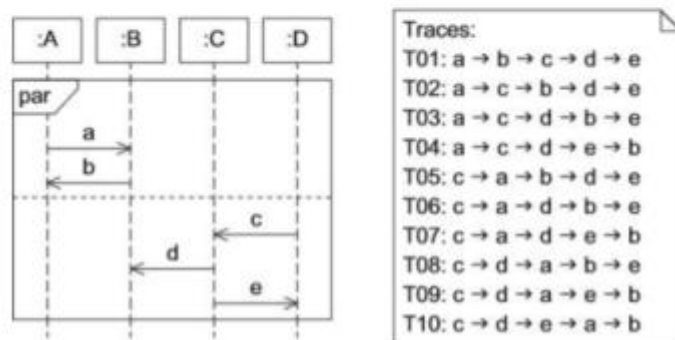 :A :B :C :D
par
a
b
c
d
e
Traces:
T01: a → b → c → d → e
T02: a → c → b → d → e
T03: a → c → d → b → e
T04: a → c → d → e → b
T05: c → a → b → d → e
T06: c → a → d → b → e
T07: c → a → d → e → b
T08: c → d → a → b → e
T09: c → d → a → e → b
T10: c → d → e → a → b